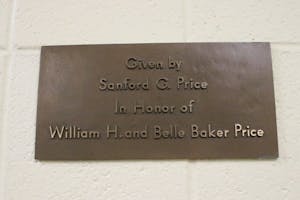 Given by
Sanford G. Price
In Honor of
William H. and Belle Baker Price